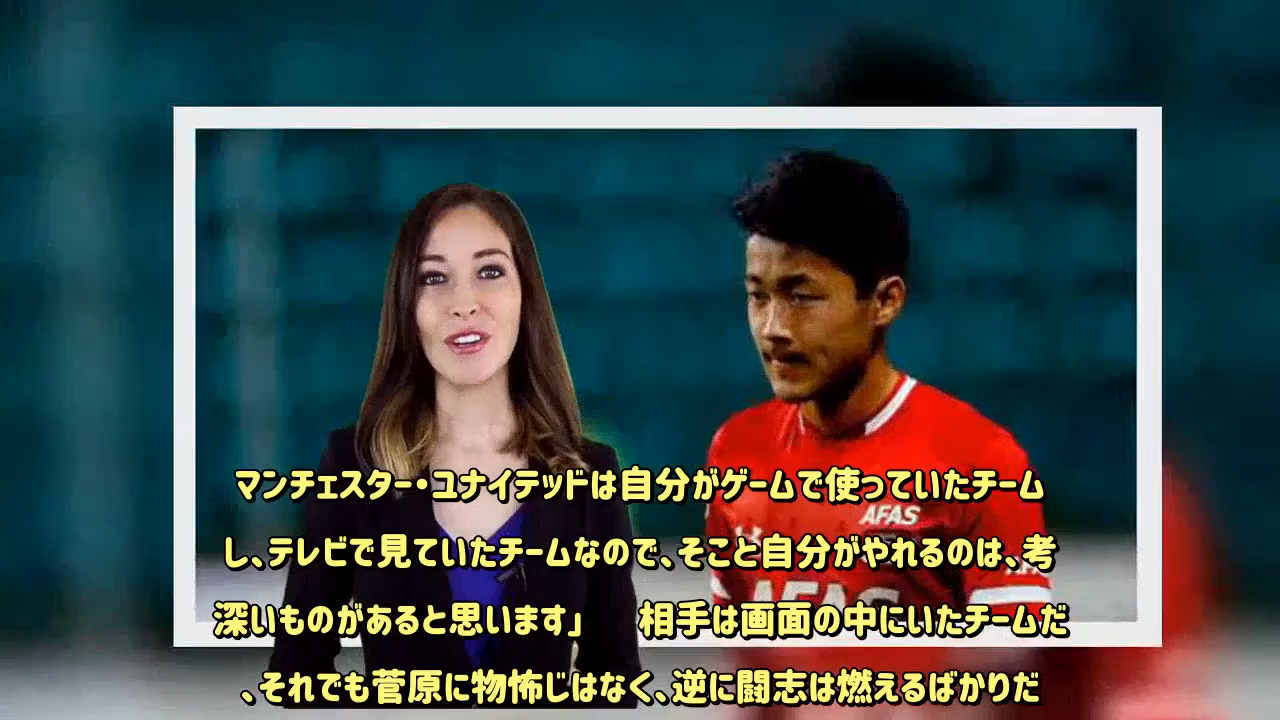 マンチェスター・ユナイテッドは自分がゲームで使っていたチーム
し、テレビで見ていたチームなので、そこと自分がやれるのは、考
深いものがあると思います」　相手は画面の中にいたチームだ
、それでも菅原に物怖じはなく、逆に闘志は燃えるばかりだ
AFAS
AFAS